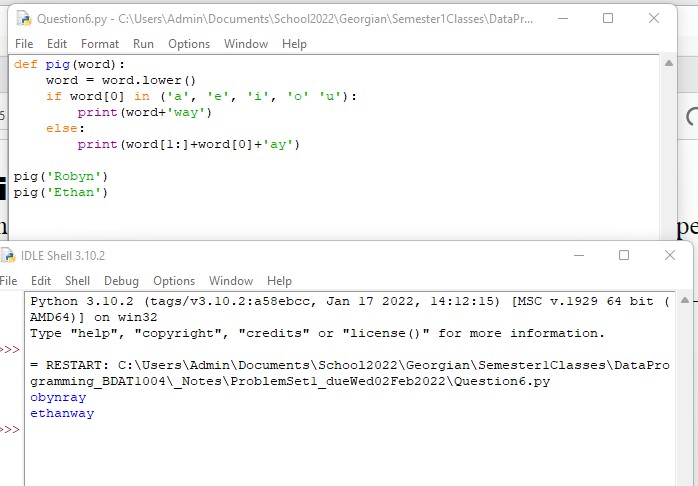 Question6.py - C:\Users\Admin\Documents\School2022\Georgian\Semester1Classes\DataPr...
File Edit Format Run Options Window Help
def pig(word):
    word = word.lower()
    if word[0] in ('a', 'e', 'i', 'o' 'u'):
        print(word+'way')
    else:
        print(word[1:]+word[0]+'ay')
pig('Robyn')
pig('Ethan')
pe
IDLE Shell 3.10.2
File Edit Shell Debug Options Window Help
Python 3.10.2 (tags/v3.10.2:a58ebcc, Jan 17 2022, 14:12:15) [MSC v.1929 64 bit (
AMD64)] on win32
Type "help", "copyright", "credits" or "license()" for more information.
>>>
= RESTART: C:\Users\Admin\Documents\School2022\Georgian\Semester1Classes\DataPro
gramming_BDAT1004\_Notes\ProblemSet1_dueWed02Feb2022\Question6.py
obynray
ethanway
>>>